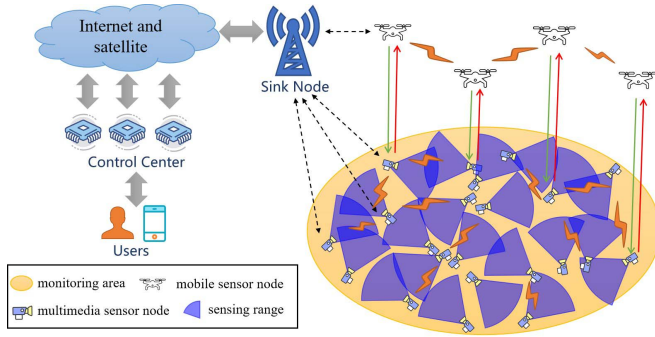 Internet and
satellite
Sink Node
Control Center
Users
monitoring area
mobile sensor node
multimedia sensor node
sensing range